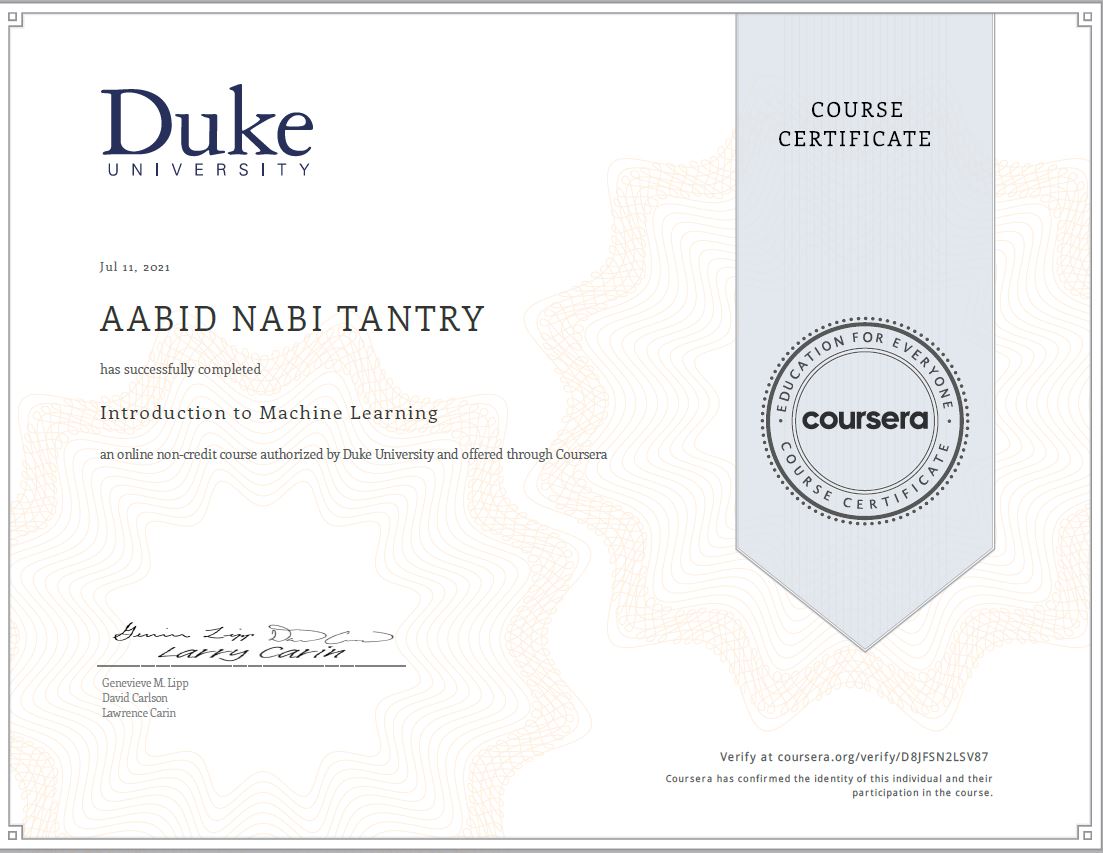 Duke
UNIVERSITY
COURSE
CERTIFICATE
Jul 11, 2021
AABID NABI TANTRY
has successfully completed
Introduction to Machine Learning
an online non-credit course authorized by Duke University and offered through Coursera
EDUCATION FOR EVERYONE
coursera
COURSE CERTIFICATE
Genevieve M. Lipp
David Carlson
Lawrence Carin
Larry Carin
Verify at coursera.org/verify/D8JFSN2LSV87
Coursera has confirmed the identity of this individual and their
participation in the course.